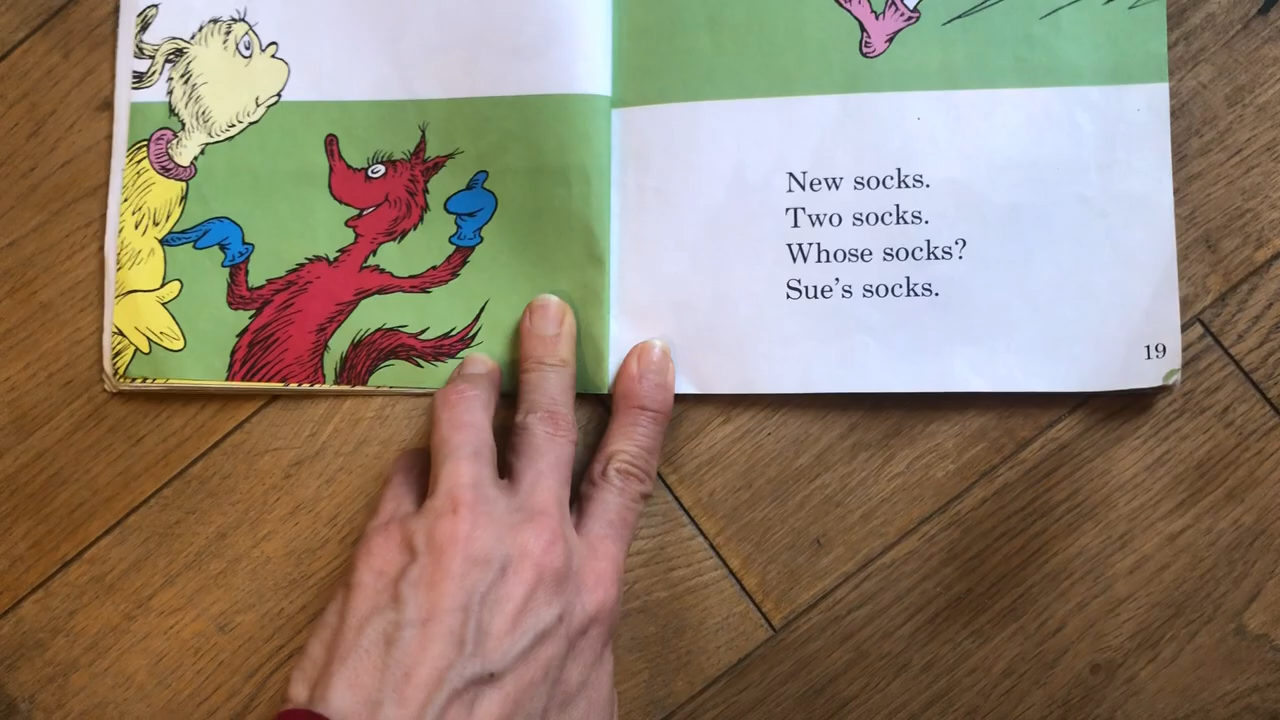 New socks.
Two socks.
Whose socks?
Sue's socks.
19